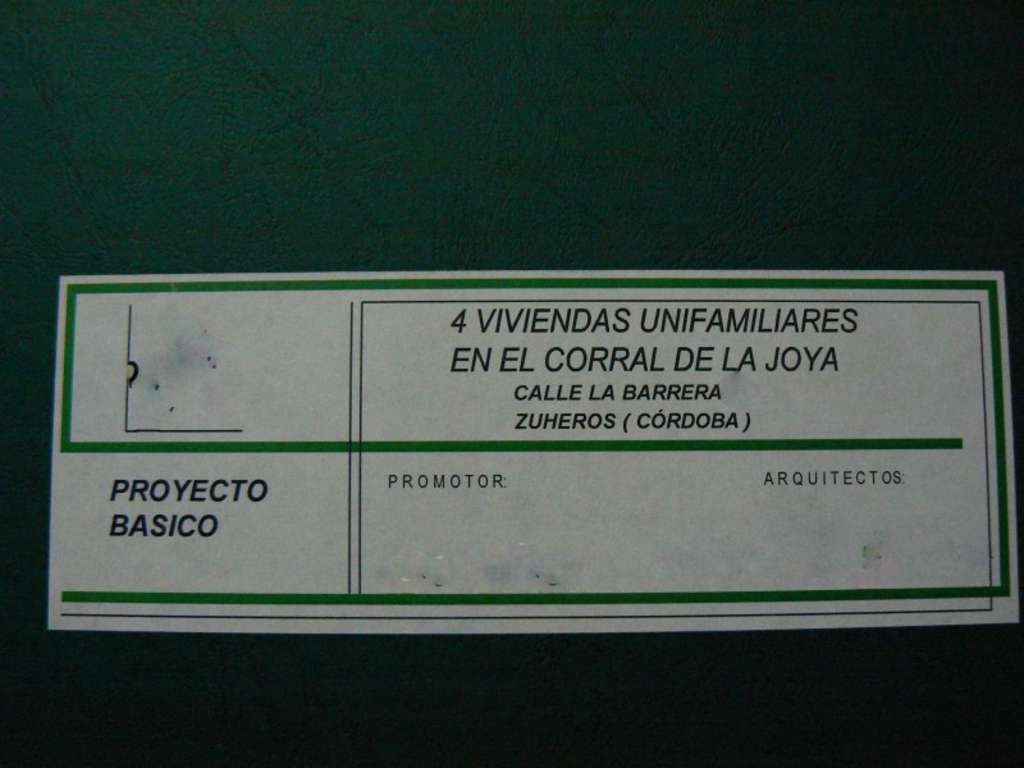 4 VIVIENDAS UNIFAMILIARES
EN EL CORRAL DE LA JOYA
CALLE LA BARRERA
ZUHEROS ( CÓRDOBA )
PROYECTO
BASICO
PROMOTOR:
ARQUITECTOS: